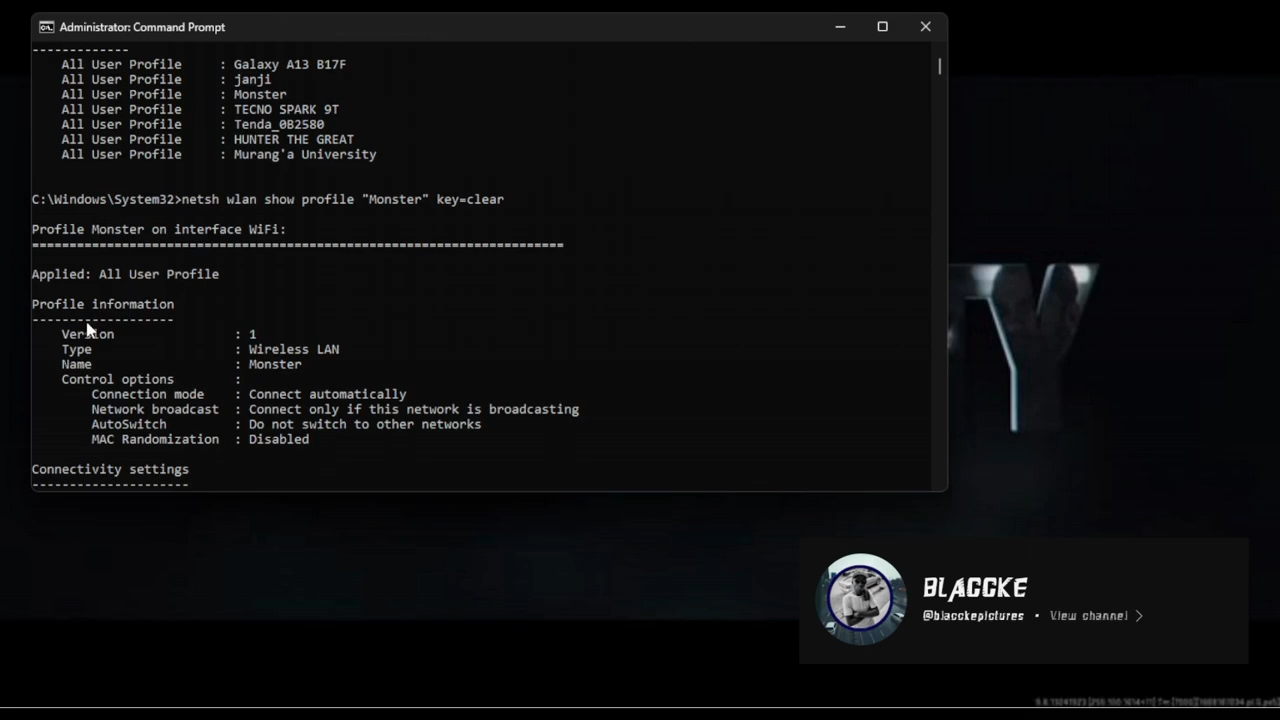 Administrator: Command Prompt
-------------
All User Profile : Galaxy A13 B17F
All User Profile : janji
All User Profile : Monster
All User Profile : TECNO SPARK 9T
All User Profile : Tenda_0B2580
All User Profile : HUNTER THE GREAT
All User Profile : Murang'a University
C:\Windows\System32>netsh wlan show profile "Monster" key=clear
Profile Monster on interface WiFi:
=======================================================================
Applied: All User Profile
Profile information
-------------------
Version : 1
Type : Wireless LAN
Name : Monster
Control options :
Connection mode : Connect automatically
Network broadcast : Connect only if this network is broadcasting
AutoSwitch : Do not switch to other networks
MAC Randomization : Disabled
Connectivity settings
---------------------
TY
BLACCKE
@blacckepictures • View channel >